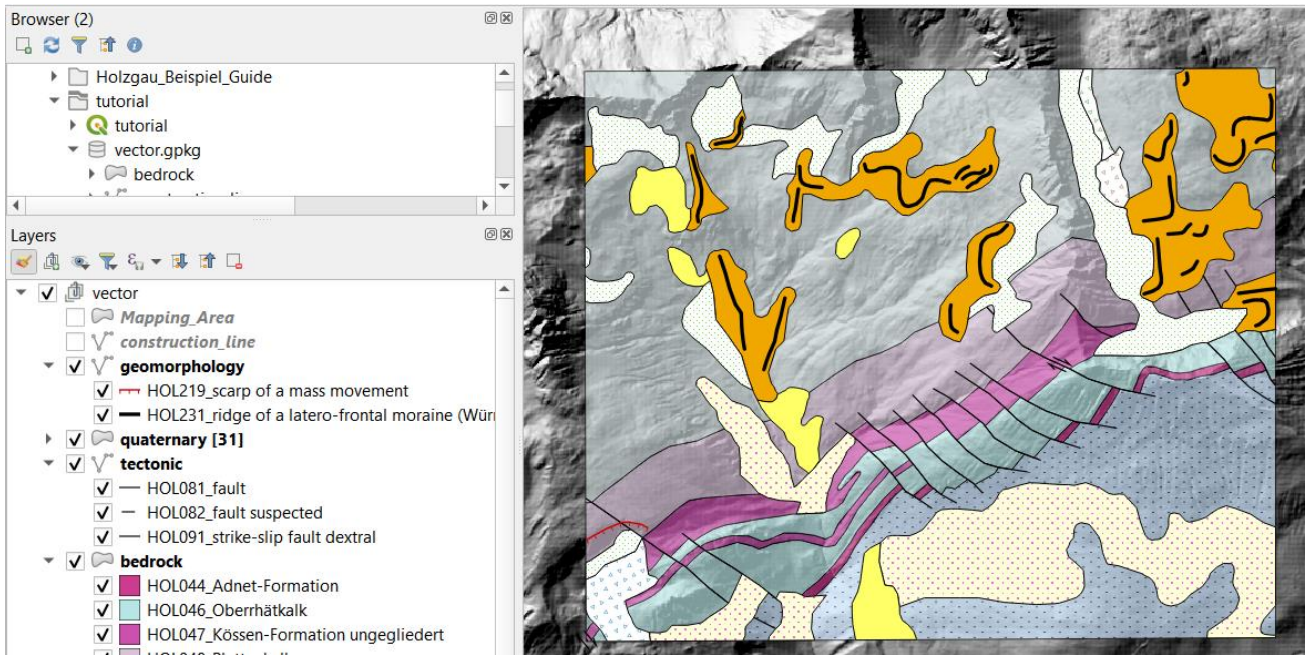 Browser (2)
Holzgau_Beispiel_Guide
tutorial
tutorial
vector.gpkg
bedrock
Layers
vector
Mapping_Area
construction_line
geomorphology
HOL219_scarp of a mass movement
HOL231_ridge of a latero-frontal moraine (Wür
quaternary [31]
tectonic
HOL081_fault
HOL082_fault suspected
HOL091_strike-slip fault dextral
bedrock
HOL044_Adnet-Formation
HOL046_Oberrhätkalk
HOL047_Kössen-Formation ungegliedert